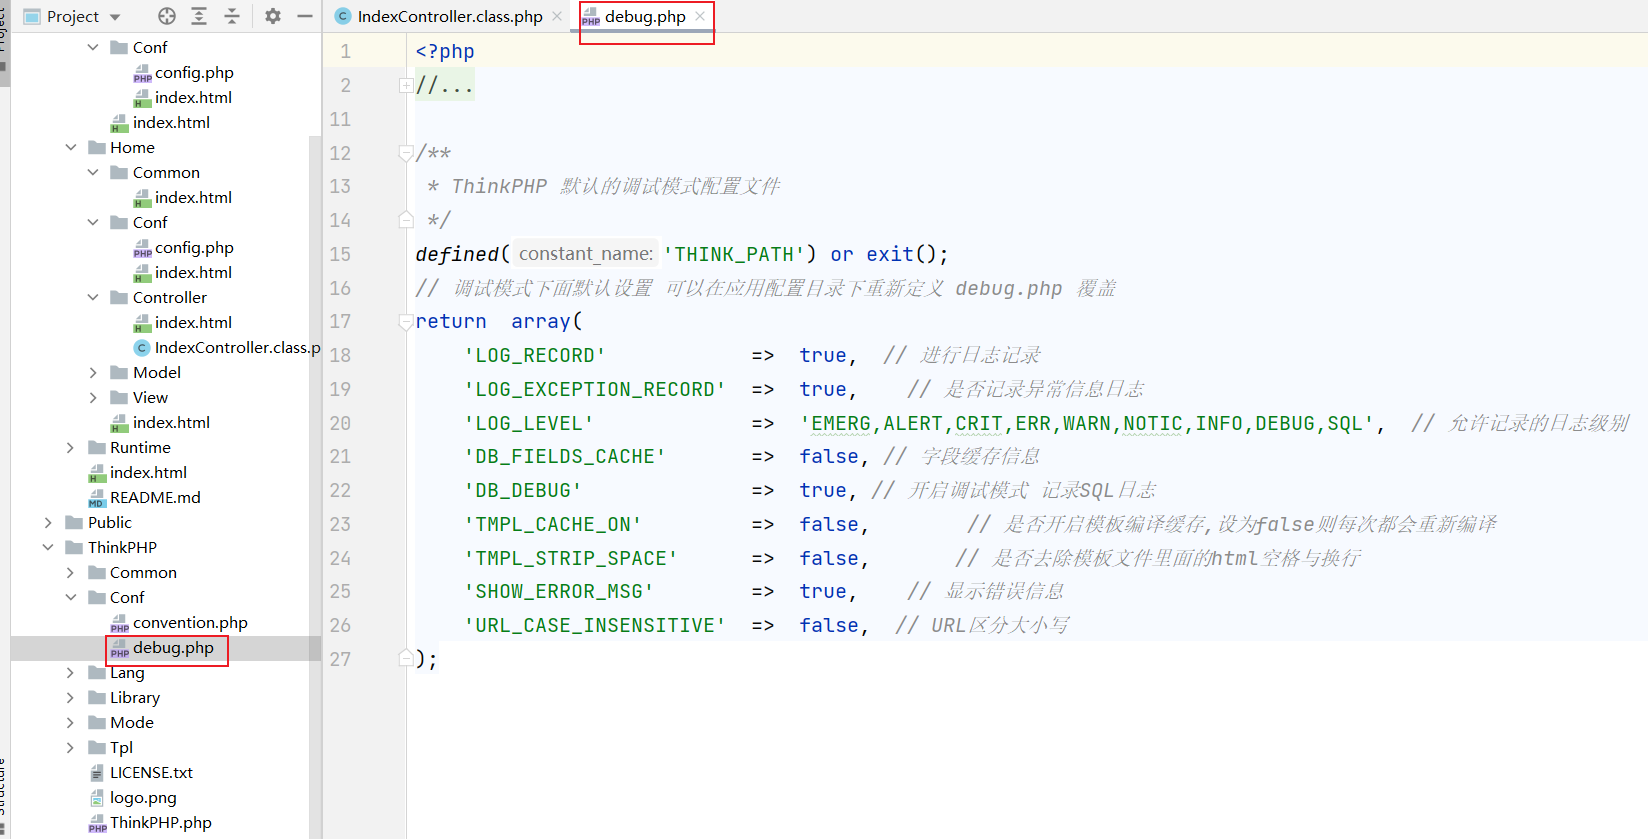 Project
IndexController.class.php
debug.php
Conf
config.php
index.html
index.html
Home
Common
index.html
Conf
config.php
index.html
Controller
index.html
IndexController.class.p
Model
View
index.html
Runtime
index.html
README.md
Public
ThinkPHP
Common
Conf
convention.php
debug.php
Lang
Library
Mode
Tpl
LICENSE.txt
logo.png
ThinkPHP.php
1 <?php
2 //...
11
12 /**
13 * ThinkPHP 默认的调试模式配置文件
14 */
15 defined( constant_name: 'THINK_PATH') or exit();
16 // 调试模式下面默认设置 可以在应用配置目录下重新定义 debug.php 覆盖
17 return array(
18 'LOG_RECORD' => true, // 进行日志记录
19 'LOG_EXCEPTION_RECORD' => true, // 是否记录异常信息日志
20 'LOG_LEVEL' => 'EMERG,ALERT,CRIT,ERR,WARN,NOTIC,INFO,DEBUG,SQL', // 允许记录的日志级别
21 'DB_FIELDS_CACHE' => false, // 字段缓存信息
22 'DB_DEBUG' => true, // 开启调试模式 记录SQL日志
23 'TMPL_CACHE_ON' => false, // 是否开启模板编译缓存,设为false则每次都会重新编译
24 'TMPL_STRIP_SPACE' => false, // 是否去除模板文件里面的html空格与换行
25 'SHOW_ERROR_MSG' => true, // 显示错误信息
26 'URL_CASE_INSENSITIVE' => false, // URL区分大小写
27 );